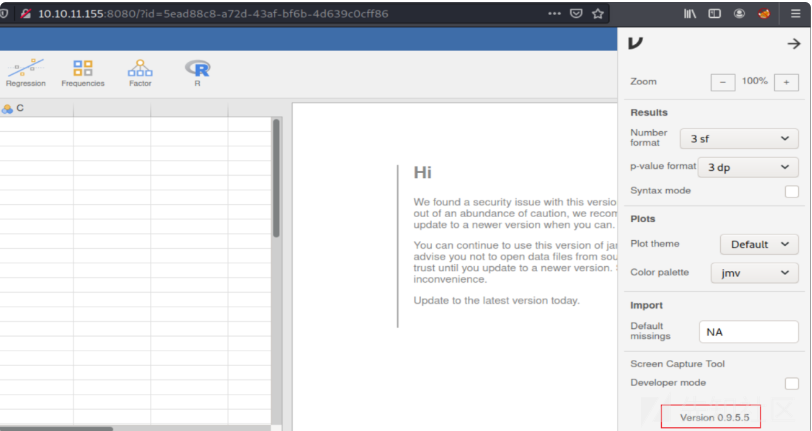 10.10.11.155:8080/?id=5ead88c8-a72d-43af-bf6b-4d639c0cff86
Regression Frequencies Factor R
C
Hi
We found a security issue with this versio
out of an abundance of caution, we recom
update to a newer version when you can.
You can continue to use this version of ja
advise you not to open data files from sou
trust until you update to a newer version.
inconvenience.
Update to the latest version today.
Zoom − 100% +
Results
Number
format
3 sf
p-value format 3 dp
Syntax mode
Plots
Plot theme Default
Color palette jmv
Import
Default
missings
NA
Screen Capture Tool
Developer mode
Version 0.9.5.5